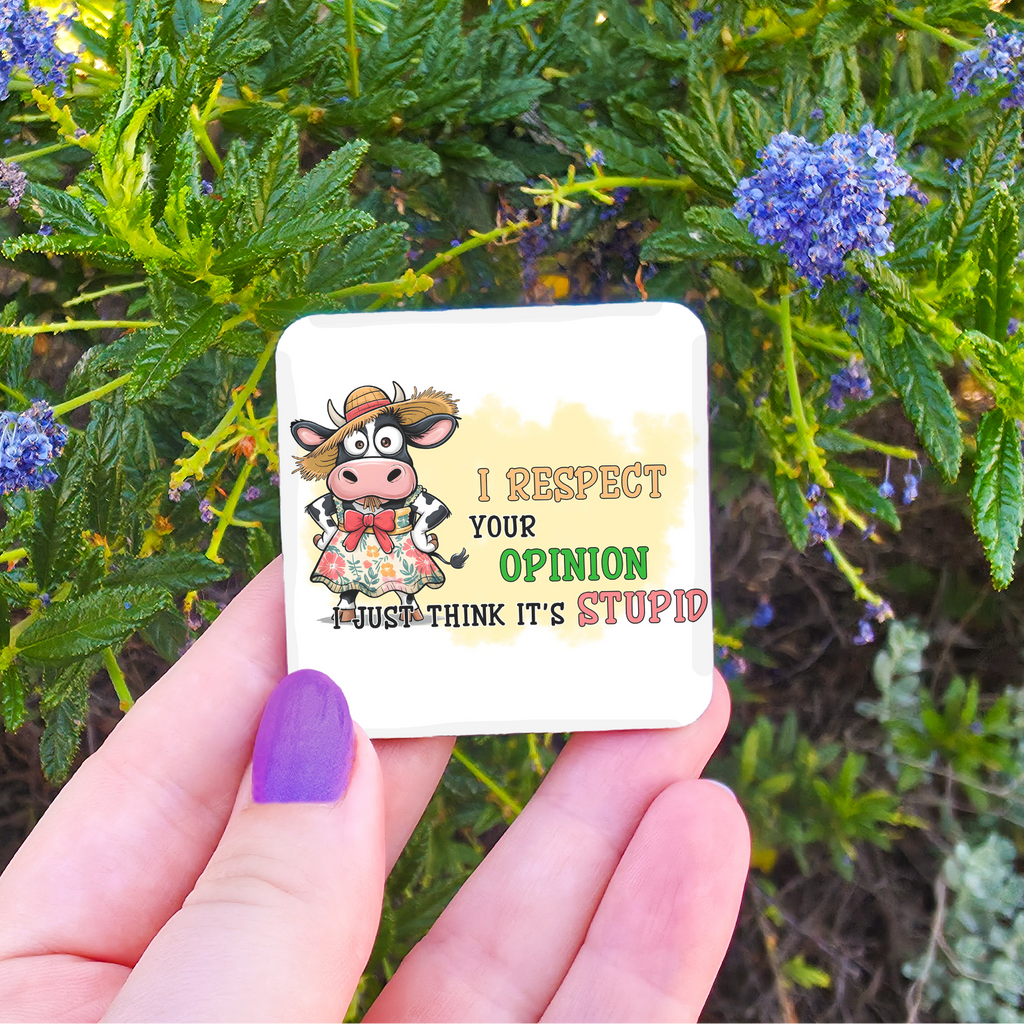 I RESPECT
YOUR
OPINION
I JUST THINK IT'S STUPID